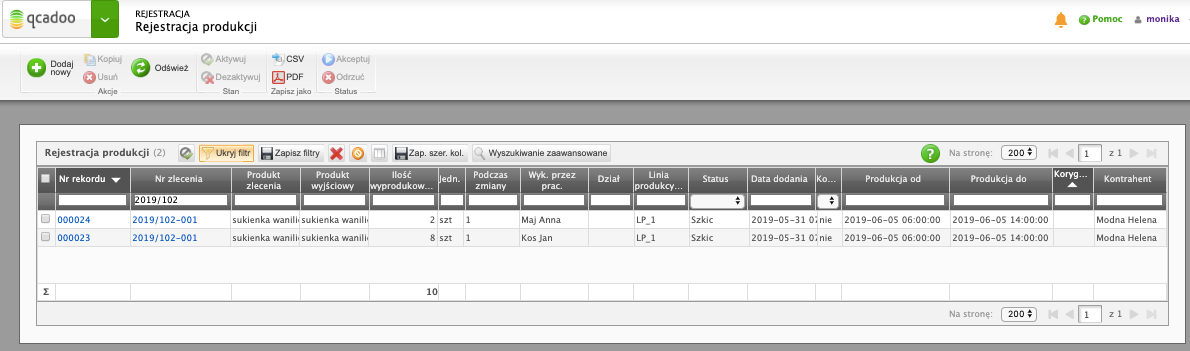 qcadoo
REJESTRACJA
Rejestracja produkcji
Pomoc
monika
Dodaj nowy
Kopiuj
Usuń
Odśwież
Akcje
Aktywuj
Dezaktywuj
Stan
CSV
PDF
Zapisz jako
Akceptuj
Odrzuć
Status
Rejestracja produkcji (2) Ukryj filtr Zapisz filtry Zap. szer. kol. Wyszukiwanie zaawansowane ? Na stronę: 200 1 z 1
Nr rekordu Nr zlecenia Produkt zlecenia Produkt wyjściowy Ilość wyprodukow... Jedn. Podczas zmiany Wyk. przez prac. Dział Linia produkcy... Status Data dodania Ko... Produkcja od Produkcja do Koryg... Kontrahent
2019/102
000024 2019/102-001 sukienka wanilio sukienka wanilio 2 szt 1 Maj Anna LP_1 Szkic 2019-05-31 07 nie 2019-06-05 06:00:00 2019-06-05 14:00:00 Modna Helena
000023 2019/102-001 sukienka wanilio sukienka wanilio 8 szt 1 Kos Jan LP_1 Szkic 2019-05-31 07 nie 2019-06-05 06:00:00 2019-06-05 14:00:00 Modna Helena
Σ 10
Na stronę: 200 1 z 1